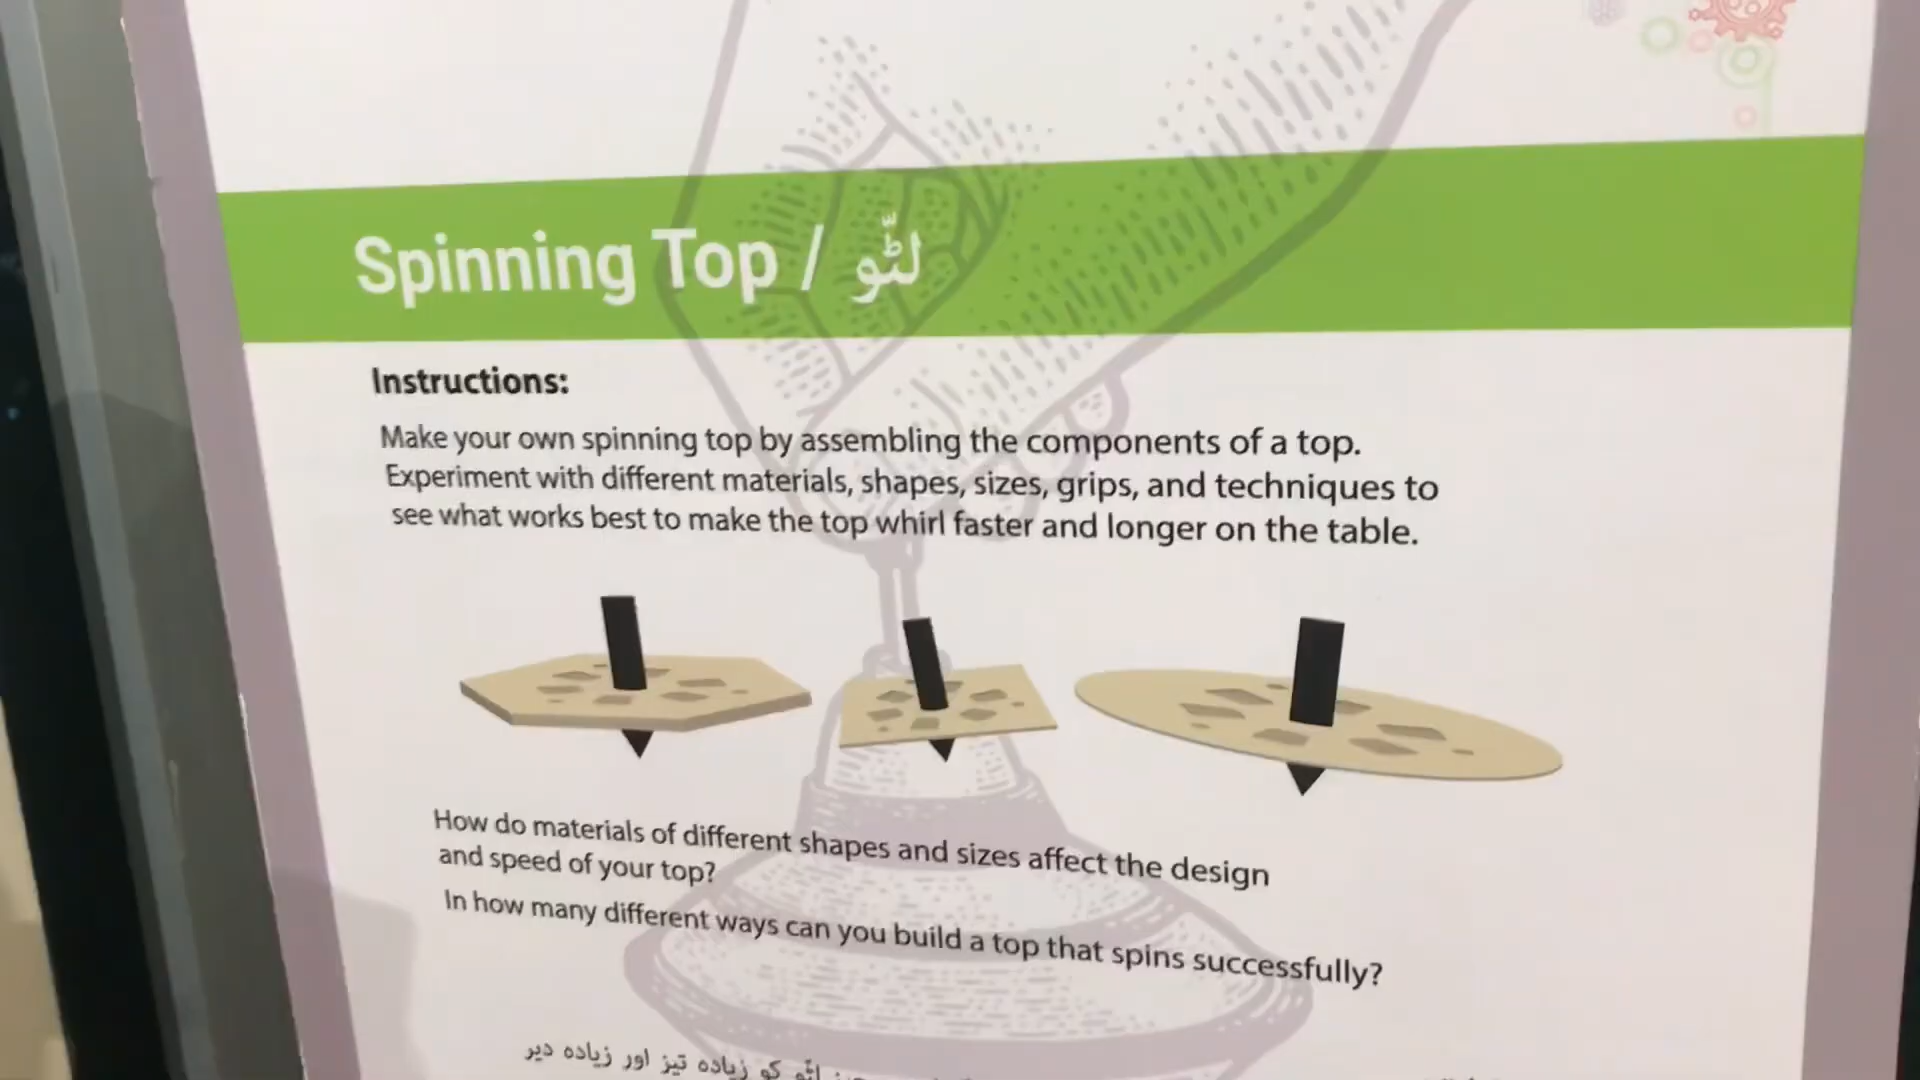 Spinning Top / لٹّو
Instructions:
Make your own spinning top by assembling the components of a top.
Experiment with different materials, shapes, sizes, grips, and techniques to
see what works best to make the top whirl faster and longer on the table.
How do materials of different shapes and sizes affect the design
and speed of your top?
In how many different ways can you build a top that spins successfully?
لٹّو کو زیادہ تیز اور زیادہ دیر